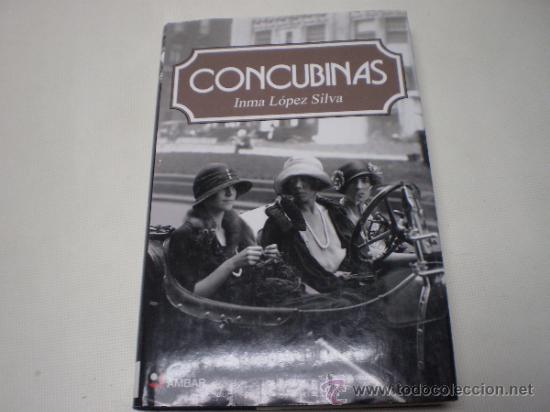 CONCUBINAS
Inma López Silva
AMBAR
www.todocoleccion.net